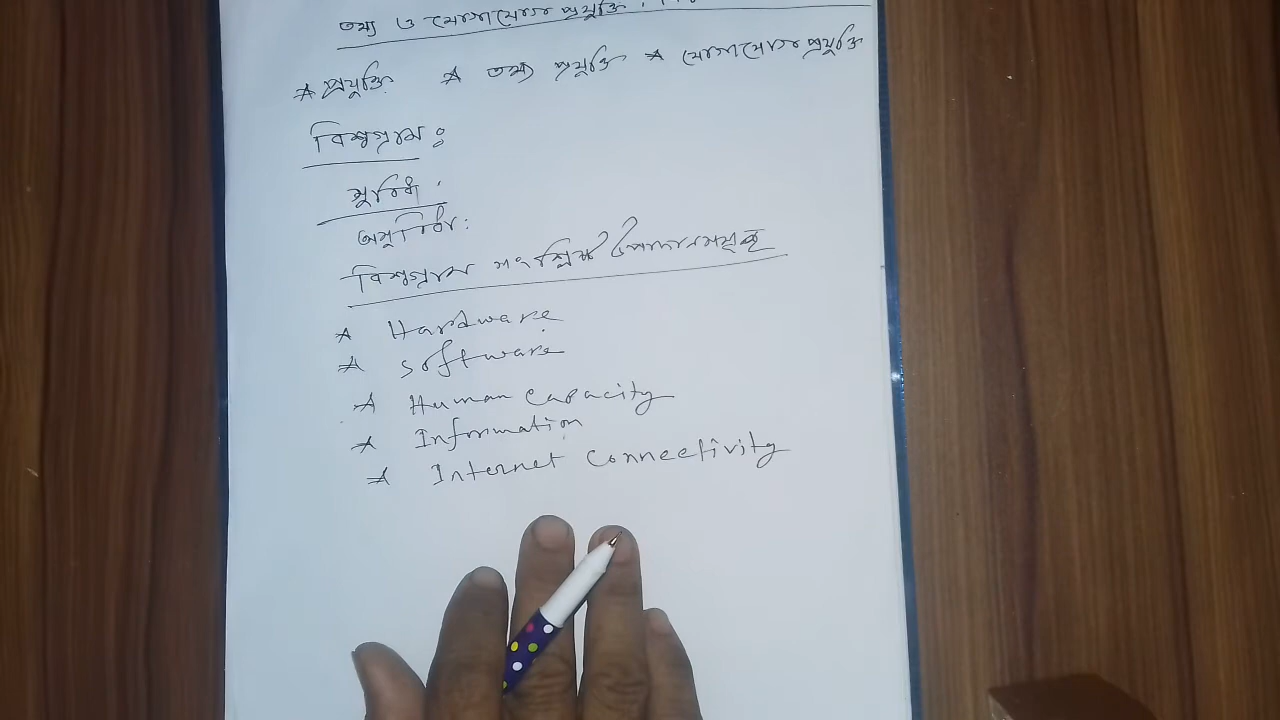 তথ্য ও যোগাযোগ প্রযুক্তি :
* প্রযুক্তি * তথ্য প্রযুক্তি * যোগাযোগ প্রযুক্তি
বিশ্বগ্রাম :
সুবিধা :
অসুবিধা :
বিশ্বগ্রাম সংশ্লিষ্ট উপাদানসমূহ
* Hardware
* Software
* Human Capacity
* Information
* Internet Connectivity